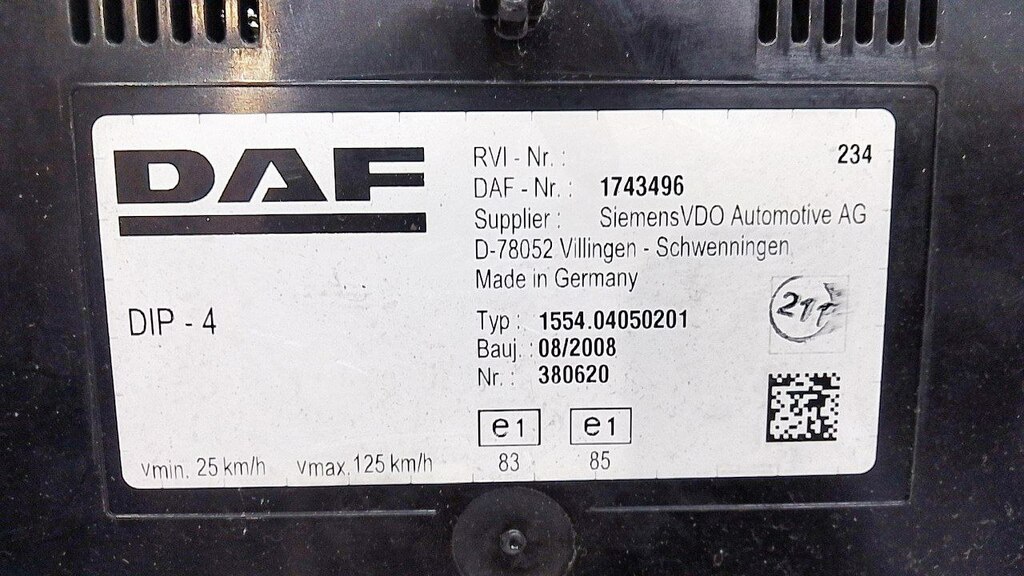 DAF
DIP - 4
vmin. 25 km/h vmax. 125 km/h
RVI - Nr. : 234
DAF - Nr. : 1743496
Supplier : SiemensVDO Automotive AG
D-78052 Villingen - Schwenningen
Made in Germany
Typ : 1554.04050201
Bauj. : 08/2008
Nr. : 380620
e1 e1
83 85